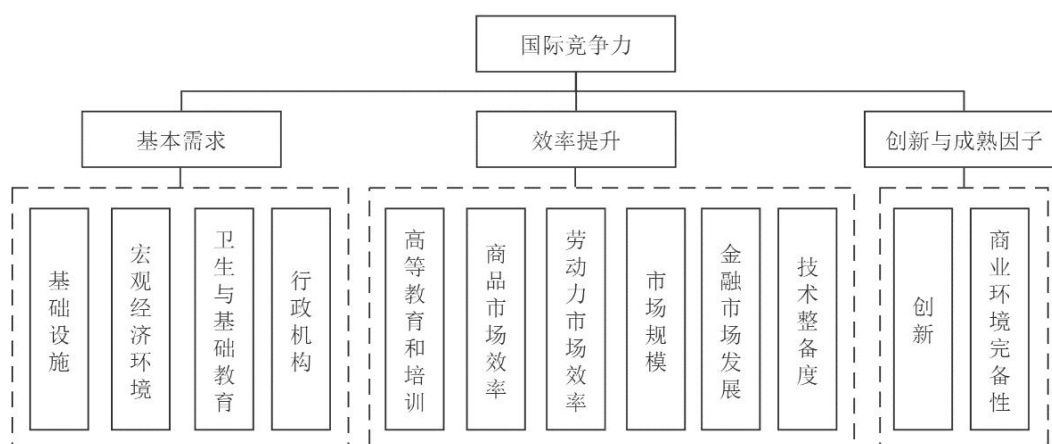 国际竞争力
基本需求
效率提升
创新与成熟因子
基础设施
宏观经济环境
卫生与基础教育
行政机构
高等教育和培训
商品市场效率
劳动力市场效率
市场规模
金融市场发展
技术整备度
创新
商业环境完备性